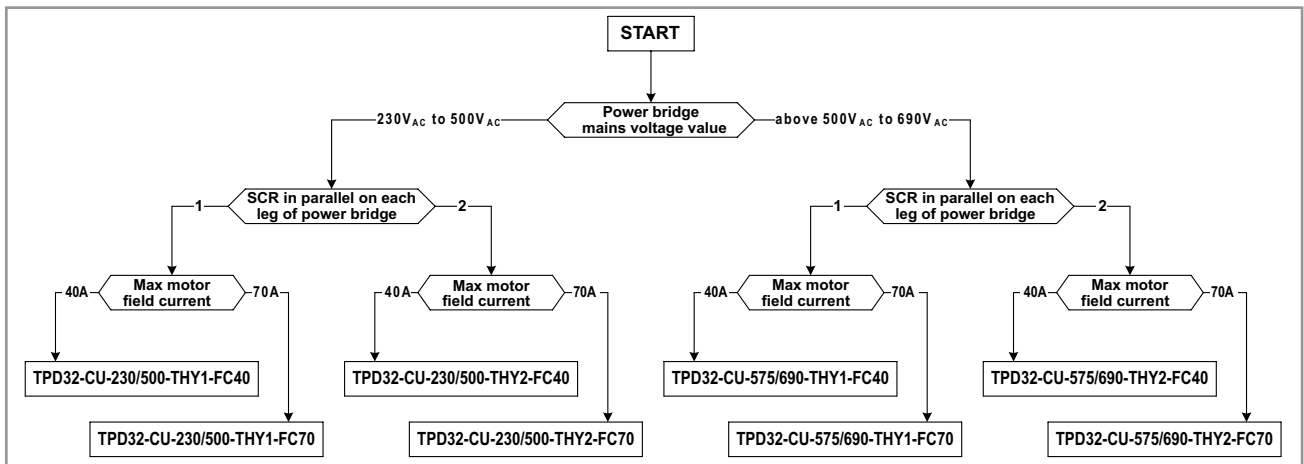 START
Power bridge
mains voltage value
230VAC to 500VAC
above 500VAC to 690VAC
SCR in parallel on each
leg of power bridge
1
2
SCR in parallel on each
leg of power bridge
1
2
Max motor
field current
40A
70A
Max motor
field current
40A
70A
Max motor
field current
40A
70A
Max motor
field current
40A
70A
TPD32-CU-230/500-THY1-FC40
TPD32-CU-230/500-THY2-FC40
TPD32-CU-575/690-THY1-FC40
TPD32-CU-575/690-THY2-FC40
TPD32-CU-230/500-THY1-FC70
TPD32-CU-230/500-THY2-FC70
TPD32-CU-575/690-THY1-FC70
TPD32-CU-575/690-THY2-FC70